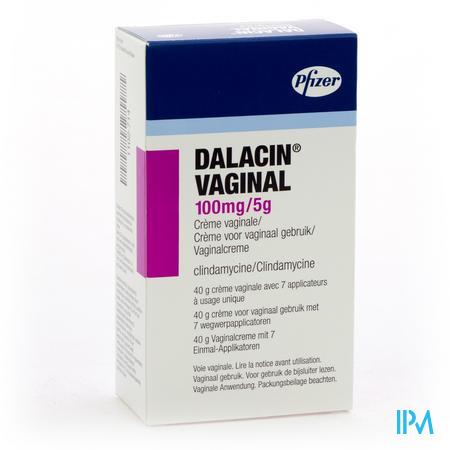 DALACIN VAGINAL
Pfizer
DALACIN®
VAGINAL
100mg/5g
Crème vaginale/
Crème voor vaginaal gebruik/
Vaginalcreme
clindamycine/Clindamycine
40 g crème vaginale avec 7 applicateurs
à usage unique
40 g crème voor vaginaal gebruik met
7 wegwerpapplicatoren
40 g Vaginalcreme mit 7
Einmal-Applikatoren
Voie vaginale. Lire la notice avant utilisation.
Vaginaal gebruik. Voor gebruik de bijsluiter lezen.
Vaginale Anwendung. Packungsbeilage beachten.
IPM